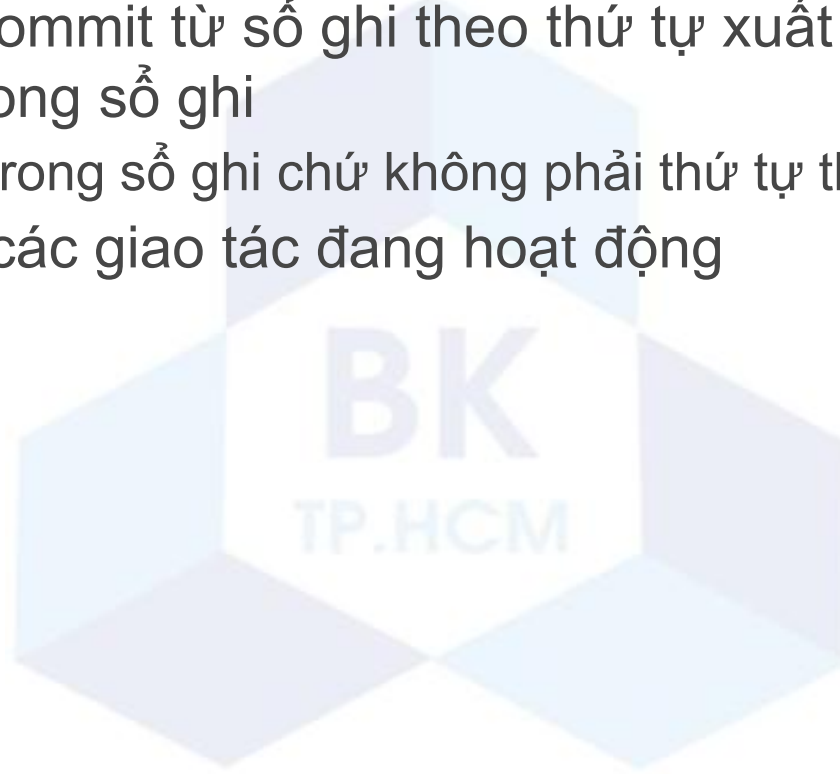 ommit từ sổ ghi theo thứ tự xuất
ong sổ ghi
rong sổ ghi chứ không phải thứ tự th
các giao tác đang hoạt động
BK
TP.HCM